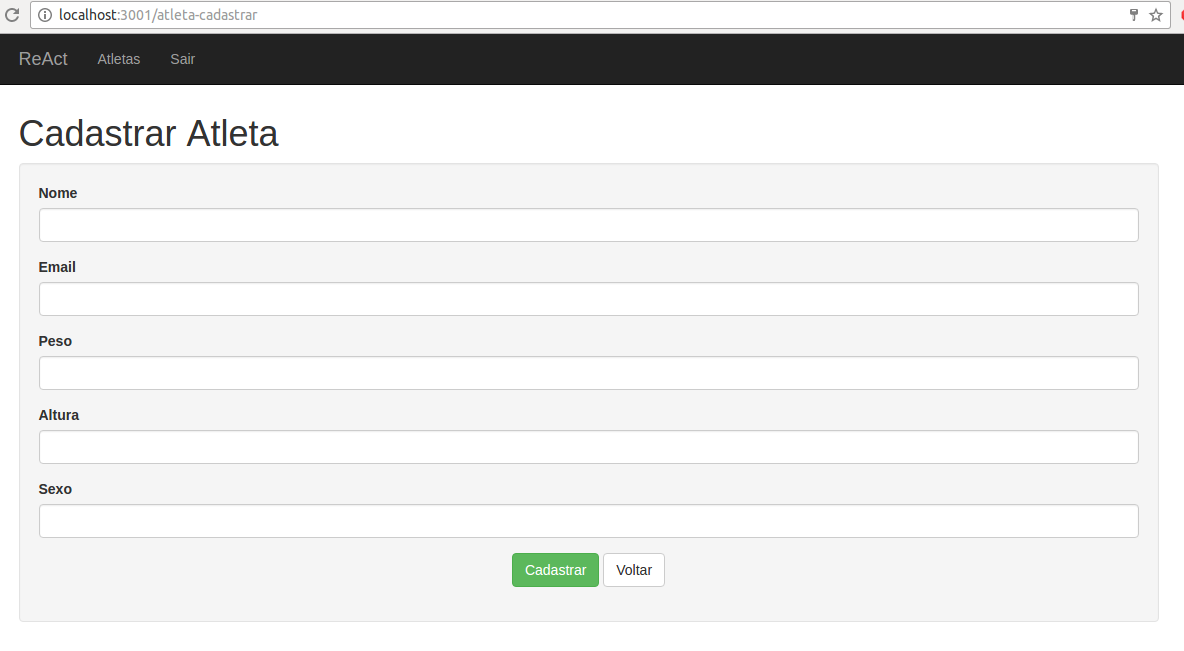 localhost:3001/atleta-cadastrar
ReAct Atletas Sair
Cadastrar Atleta
Nome
Email
Peso
Altura
Sexo
Cadastrar Voltar